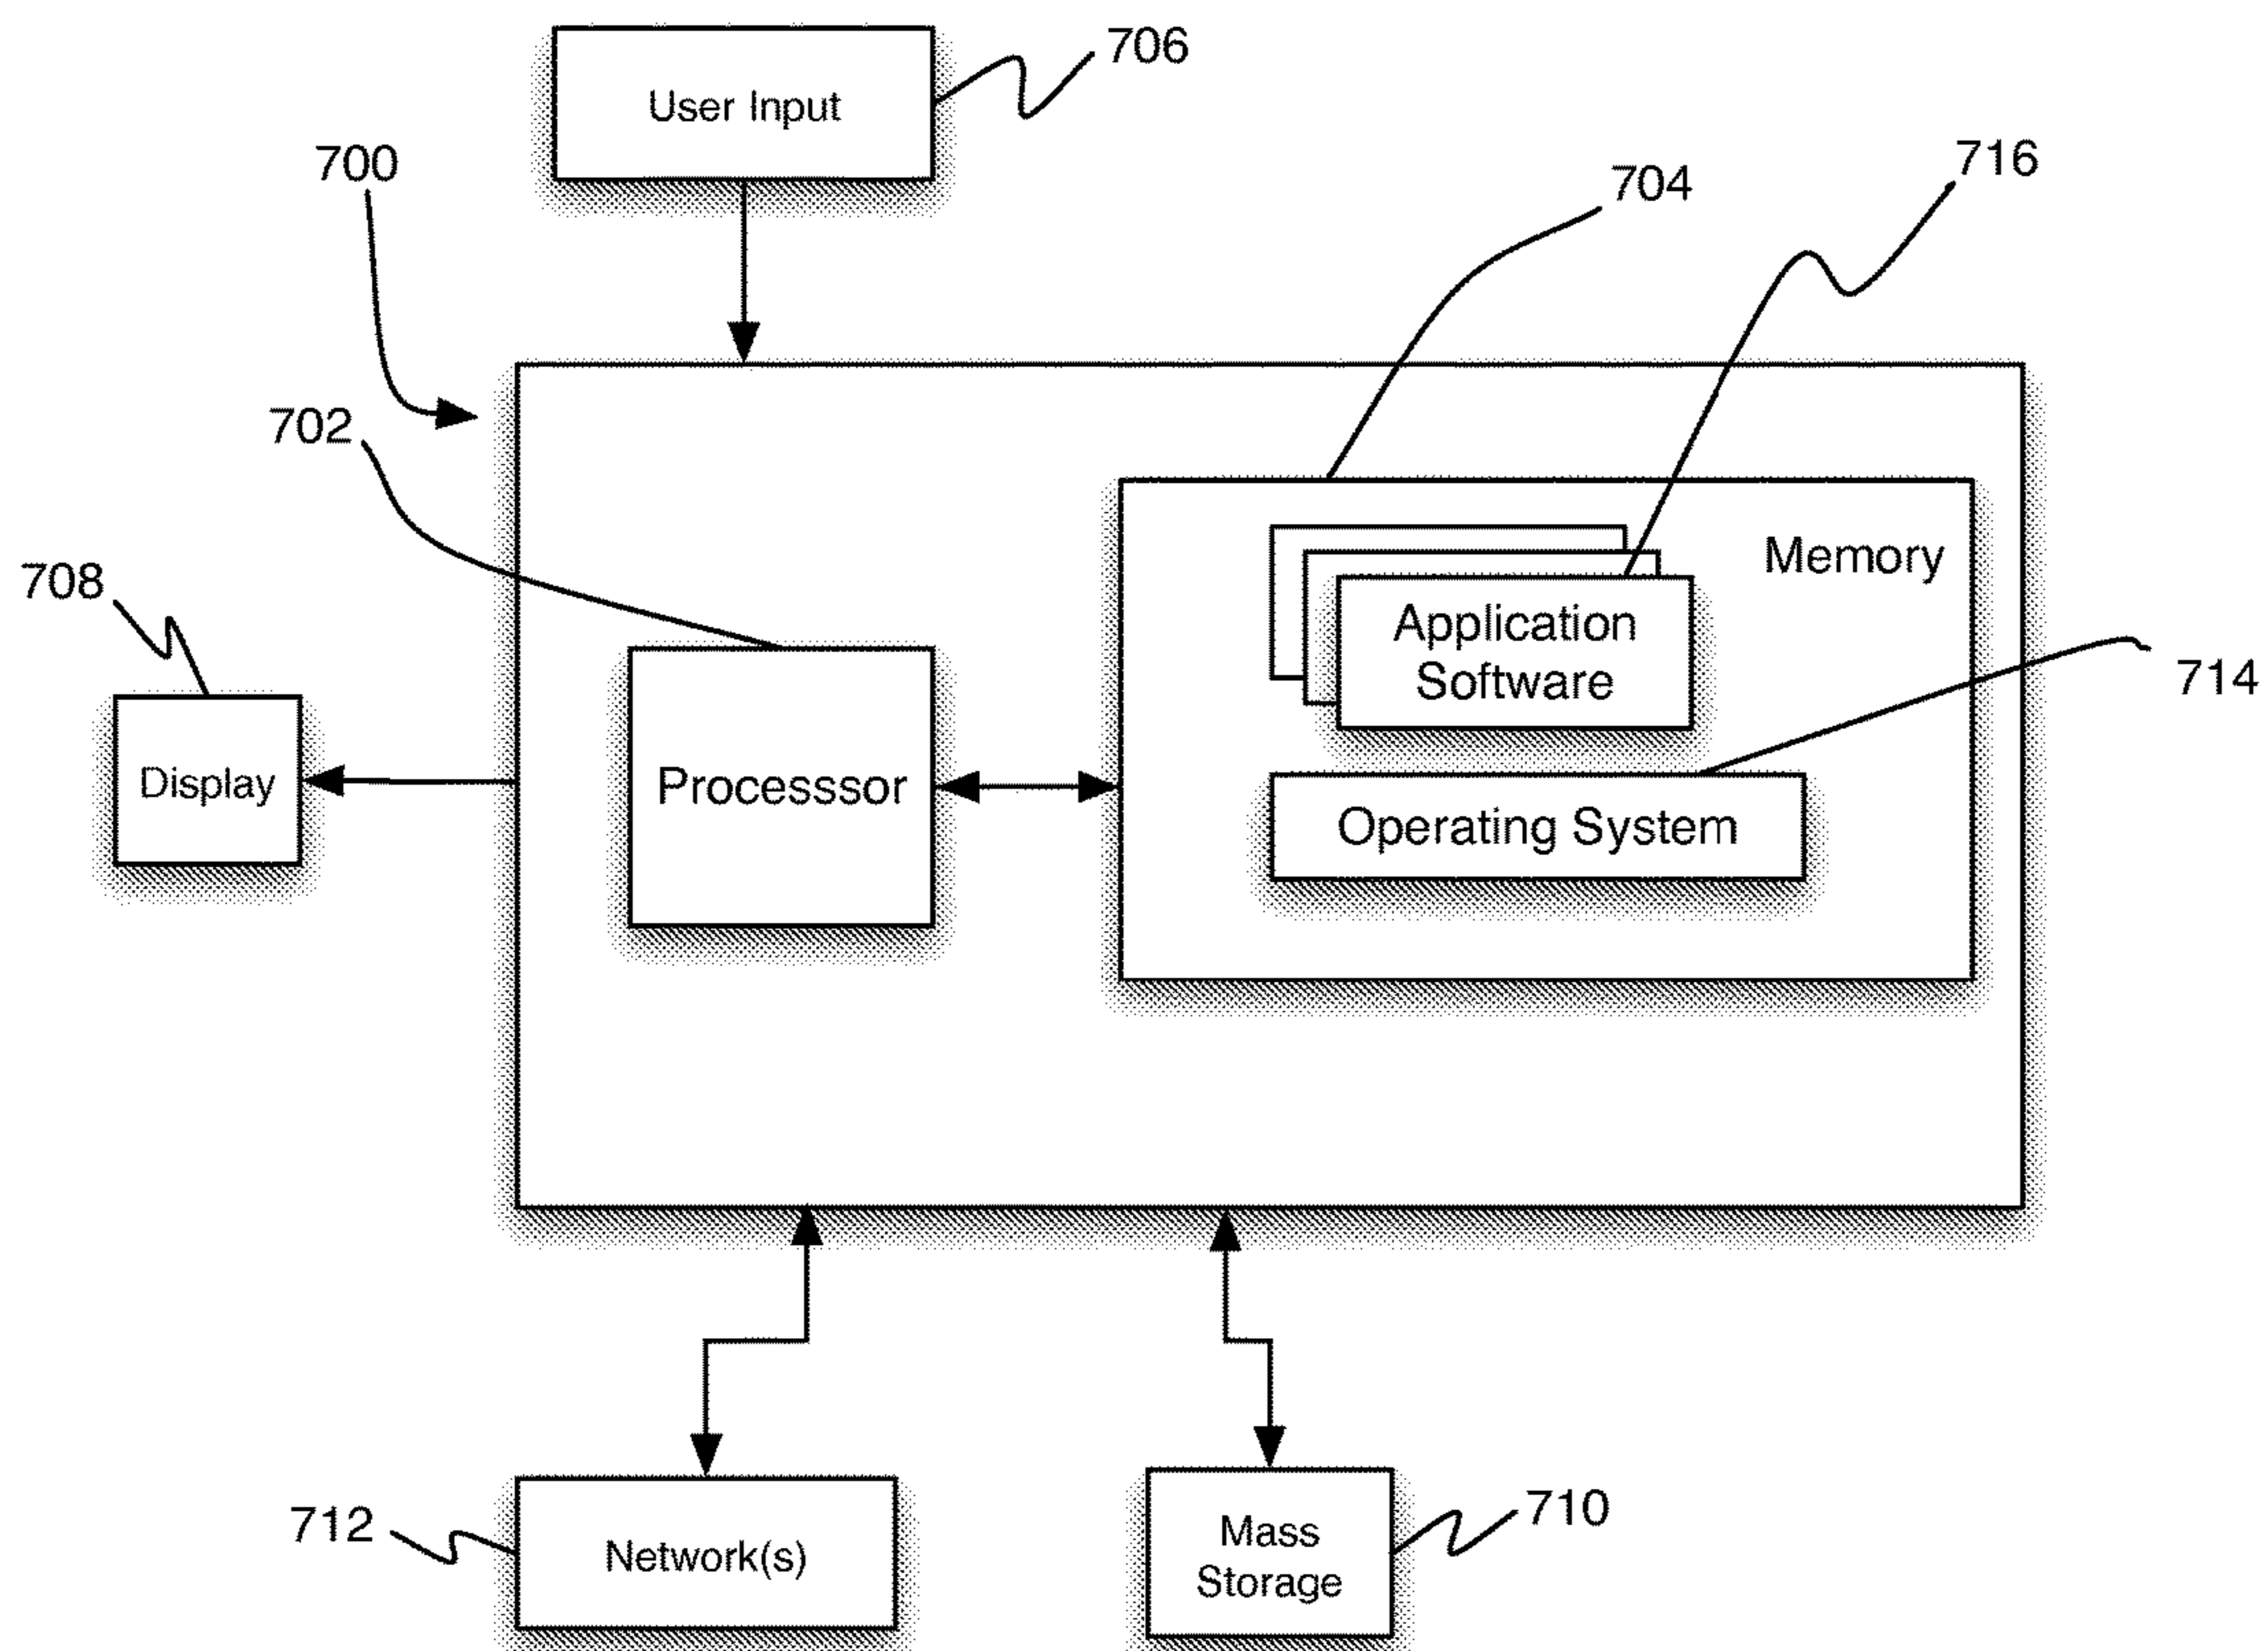 706
User Input
700
716
704
702
Memory
708
Application
Software
714
Display
Processsor
Operating System
712
Network(s)
710
Mass
Storage